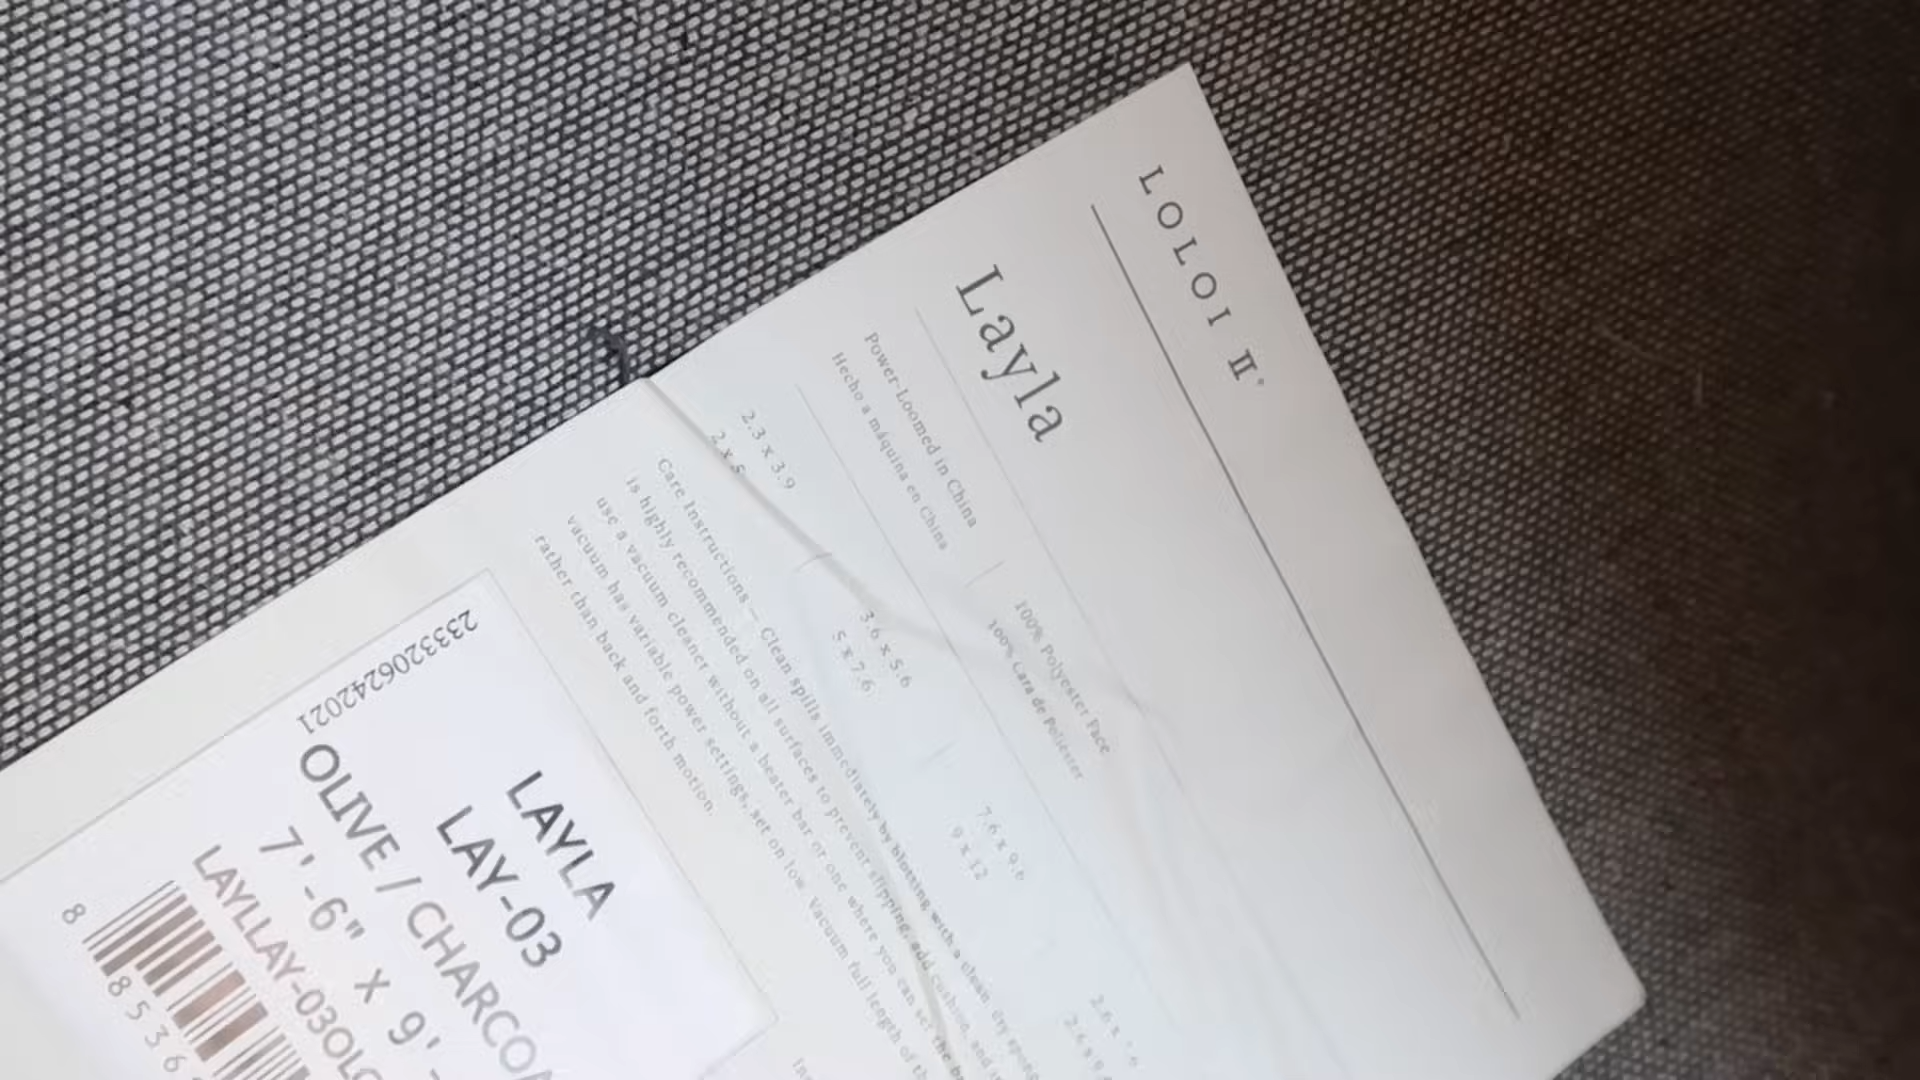 LOLOI II
Layla
Power-Loomed in China
Hecho a máquina en China
100% Polyester Face
100% Cara de Poliéster
2.3 x 3.9
2 x 5
3.6 x 5.6
5 x 7.6
7.6 x 9.6
9 x 12
Care Instructions — Clean spills immediately by blotting with a clean, dry
is highly recommended on all surfaces to prevent slipping, add cushion, and
use a vacuum cleaner without a beater bar or one where you can set the
vacuum has variable power settings, set on low. Vacuum full length of
rather than back and forth motion.
LAYLA
LAY-03
OLIVE / CHARCOA
7'-6" X 9'-
LAYLLAY-03OLC
2333206242021
8 8536